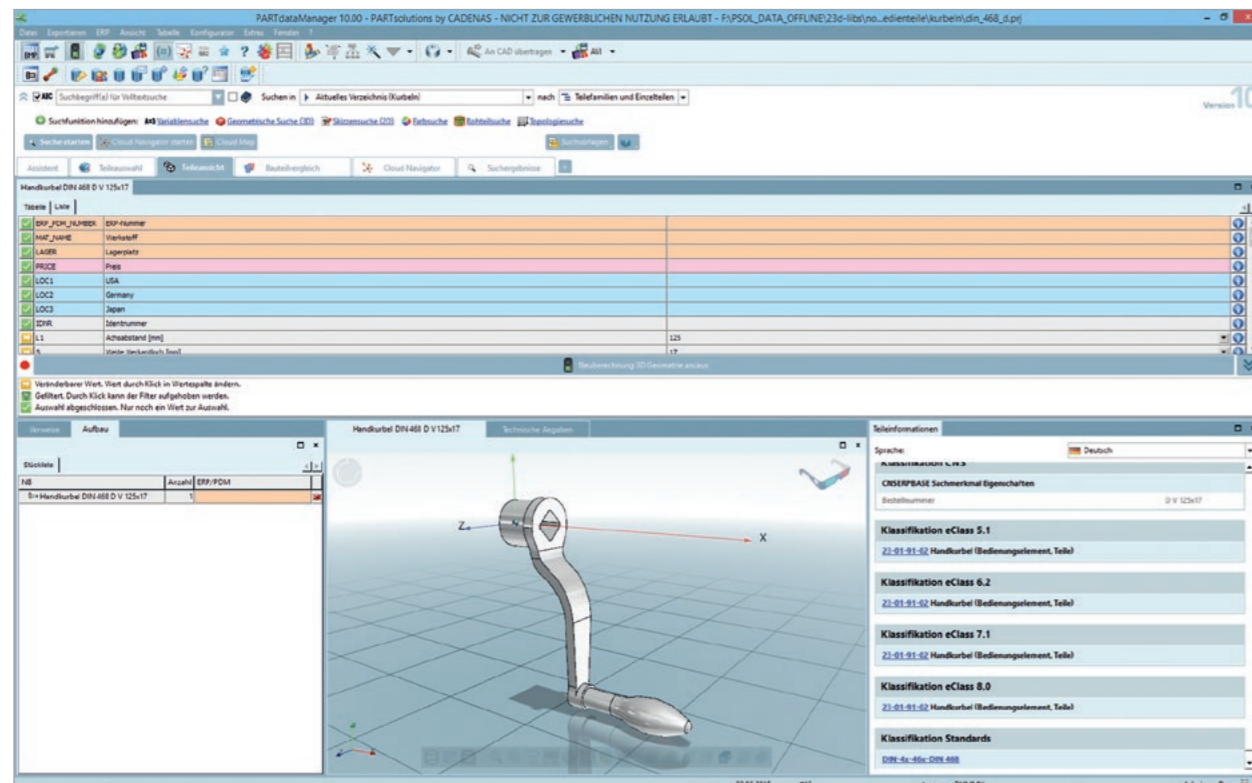 PARTdataManager 10.00 - PARTsolutions by CADENAS - NICHT ZUR GEWERBLICHEN NUTZUNG ERLAUBT - F:\PSOL_DATA_OFFLINE\23d-libs\no...edienteile\kurbeln\din_468_d.prj
Datei Exportieren ERP Ansicht Tabelle Konfigurator Extras Fenster ?
An CAD übertragen
ABC Suchbegriff(e) für Volltextsuche Suchen in Aktuelles Verzeichnis (Kurbeln) nach Teilefamilien und Einzelteilen
Version 10
Suchfunktion hinzufügen: Variablensuche Geometrische Suche (3D) Skizzensuche (2D) Farbsuche Rohteilsuche Topologiesuche
Suche starten Cloud Navigator starten Cloud Map Suchvorlagen
Assistent Teileauswahl Teileansicht Bauteilvergleich Cloud Navigator Suchergebnisse
Handkurbel DIN 468 D V 125x17
Tabelle Liste
ERP_PDM_NUMBER ERP-Nummer
MAT_NAME Werkstoff
LAGER Lagerplatz
PRICE Preis
LOC1 USA
LOC2 Germany
LOC3 Japan
IDNR Identnummer
L1 Achsabstand [mm] 125
S Weite Vierkantloch [mm] 17
Neuberechnung 3D Geometrie an/aus
Veränderbarer Wert. Wert durch Klick in Wertespalte ändern.
Gefiltert. Durch Klick kann der Filter aufgehoben werden.
Auswahl abgeschlossen. Nur noch ein Wert zur Auswahl.
Verweise Aufbau
Stückliste
NB Anzahl ERP/PDM
Handkurbel DIN 468 D V 125x17 1
Handkurbel DIN 468 D V 125x17 Technische Angaben
Z
X
Teileinformationen
Sprache: Deutsch
Klassifikation CNS
CNSERPBASE Sachmerkmal Eigenschaften
Bestellnummer D V 125x17
Klassifikation eClass 5.1
23-01-91-02 Handkurbel (Bedienungselement, Teile)
Klassifikation eClass 6.2
23-01-91-02 Handkurbel (Bedienungselement, Teile)
Klassifikation eClass 7.1
23-01-91-02 Handkurbel (Bedienungselement, Teile)
Klassifikation eClass 8.0
23-01-91-02 Handkurbel (Bedienungselement, Teile)
Klassifikation Standards
DIN-4x-46x-DIN 468